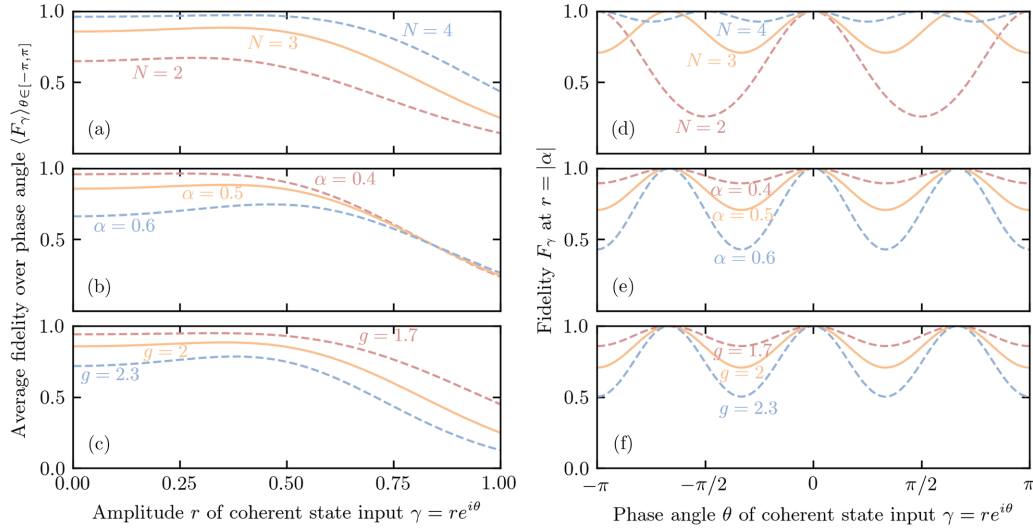 Average fidelity over phase angle ⟨F_γ⟩_{θ∈[−π,π]}
1.0
0.5
N = 4
N = 3
N = 2
(a)
1.0
0.5
α = 0.4
α = 0.5
α = 0.6
(b)
1.0
0.5
0.0
g = 1.7
g = 2
g = 2.3
(c)
0.00 0.25 0.50 0.75 1.00
Amplitude r of coherent state input γ = re^{iθ}
Fidelity F_γ at r = |α|
1.0
0.5
N = 4
N = 3
N = 2
(d)
1.0
0.5
α = 0.4
α = 0.5
α = 0.6
(e)
1.0
0.5
0.0
g = 1.7
g = 2
g = 2.3
(f)
−π −π/2 0 π/2 π
Phase angle θ of coherent state input γ = re^{iθ}